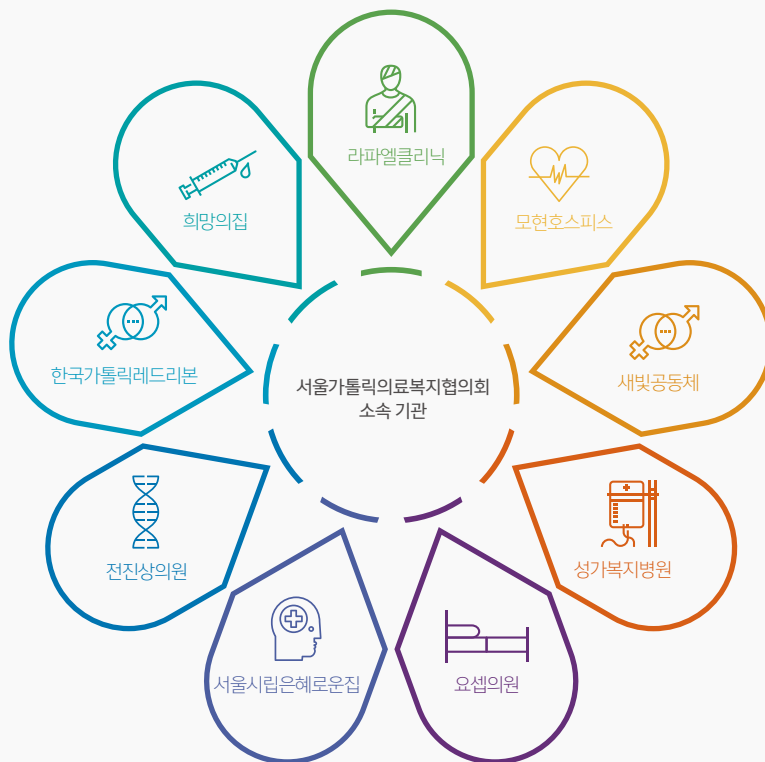 라파엘클리닉
모현호스피스
희망의집
새빛공동체
한국가톨릭레드리본
서울가톨릭의료복지협의회
소속 기관
성가복지병원
전진상의원
요셉의원
서울시립은혜로운집